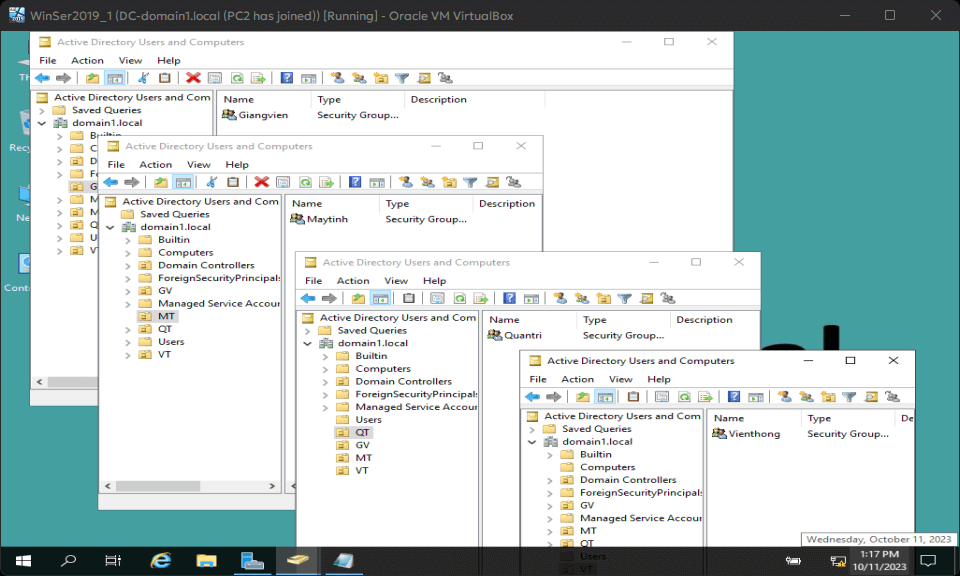 WinSer2019_1 (DC-domain1.local (PC2 has joined)) [Running] - Oracle VM VirtualBox
Active Directory Users and Computers
File Action View Help
Active Directory Users and Com
Saved Queries
domain1.local
Name Type Description
Giangvien Security Group...
Active Directory Users and Computers
File Action View Help
Active Directory Users and Com
Saved Queries
domain1.local
Builtin
Computers
Domain Controllers
ForeignSecurityPrincipals
GV
Managed Service Accour
MT
QT
Users
VT
Name Type Description
Maytinh Security Group...
Active Directory Users and Computers
File Action View Help
Active Directory Users and Com
Saved Queries
domain1.local
Builtin
Computers
Domain Controllers
ForeignSecurityPrincipals
Managed Service Accour
Users
QT
GV
MT
VT
Name Type Description
Quantri Security Group...
Active Directory Users and Computers
File Action View Help
Active Directory Users and Com
Saved Queries
domain1.local
Builtin
Computers
Domain Controllers
ForeignSecurityPrincipals
GV
Managed Service Accour
MT
QT
Users
VT
Name Type De
Vienthong Security Group...
Wednesday, October 11, 2023
1:17 PM
10/11/2023